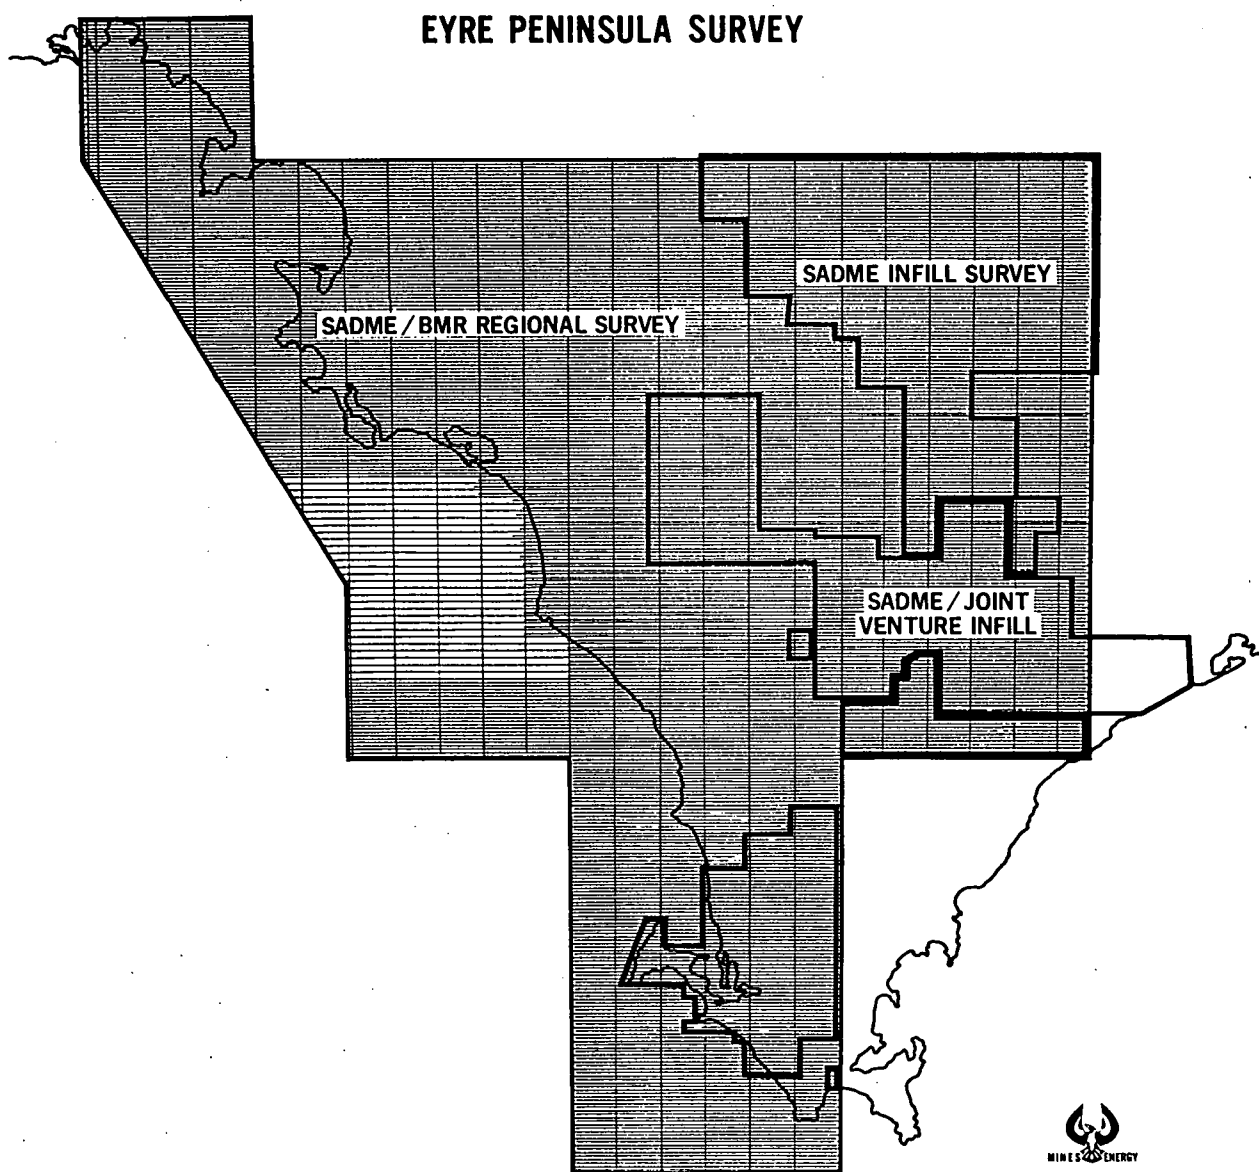 EYRE PENINSULA SURVEY
SADME INFILL SURVEY
SADME / BMR REGIONAL SURVEY
SADME / JOINT
VENTURE INFILL
MINES ENERGY